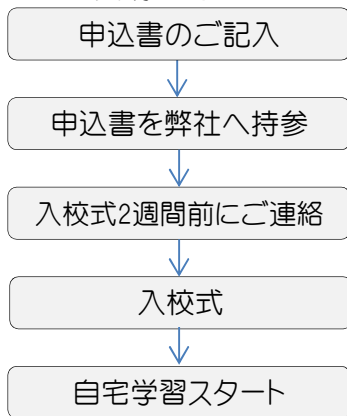 申込書のご記入
申込書を弊社へ持参
入校式2週間前にご連絡
入校式
自宅学習スタート